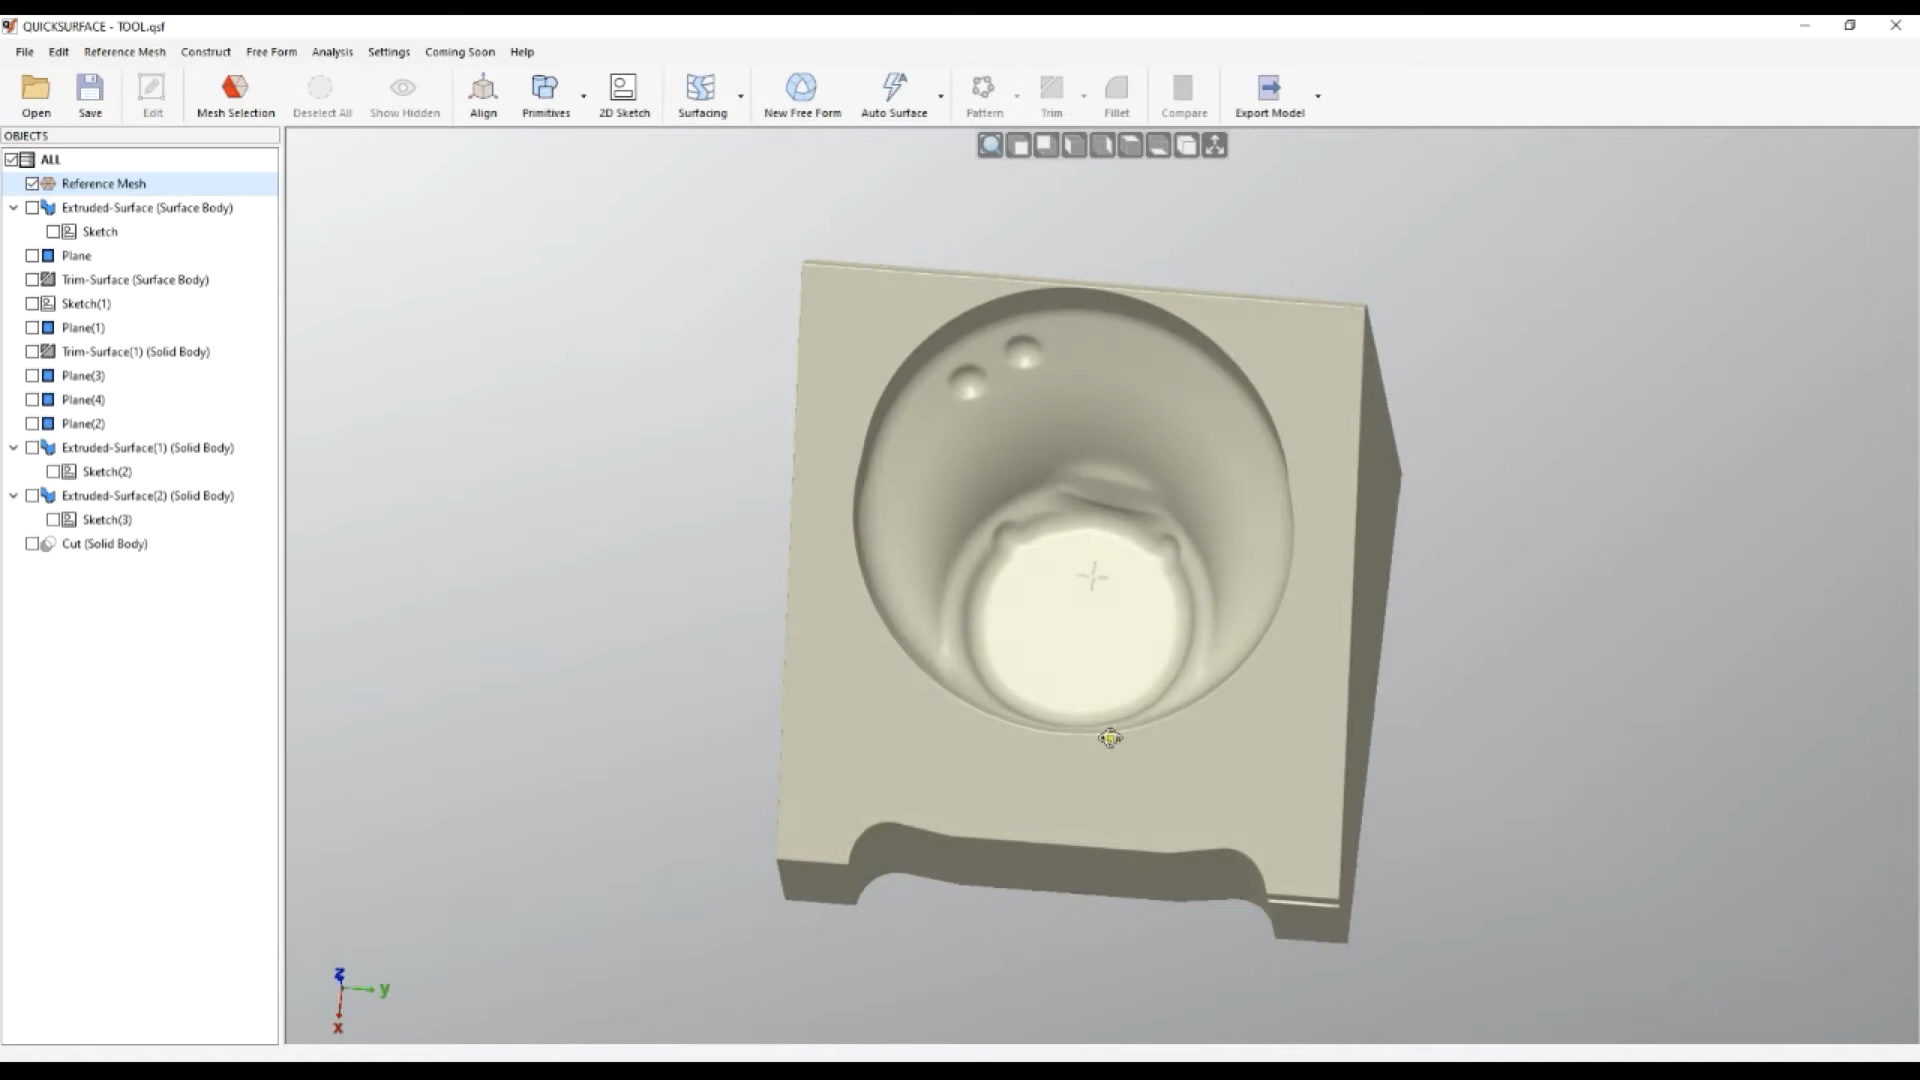 QUICKSURFACE - TOOL.qsf
File Edit Reference Mesh Construct Free Form Analysis Settings Coming Soon Help
Open Save Edit Mesh Selection Deselect All Show Hidden Align Primitives 2D Sketch Surfacing New Free Form Auto Surface Pattern Trim Fillet Compare Export Model
OBJECTS
ALL
Reference Mesh
Extruded-Surface (Surface Body)
Sketch
Plane
Trim-Surface (Surface Body)
Sketch(1)
Plane(1)
Trim-Surface(1) (Solid Body)
Plane(3)
Plane(4)
Plane(2)
Extruded-Surface(1) (Solid Body)
Sketch(2)
Extruded-Surface(2) (Solid Body)
Sketch(3)
Cut (Solid Body)
z
y
x